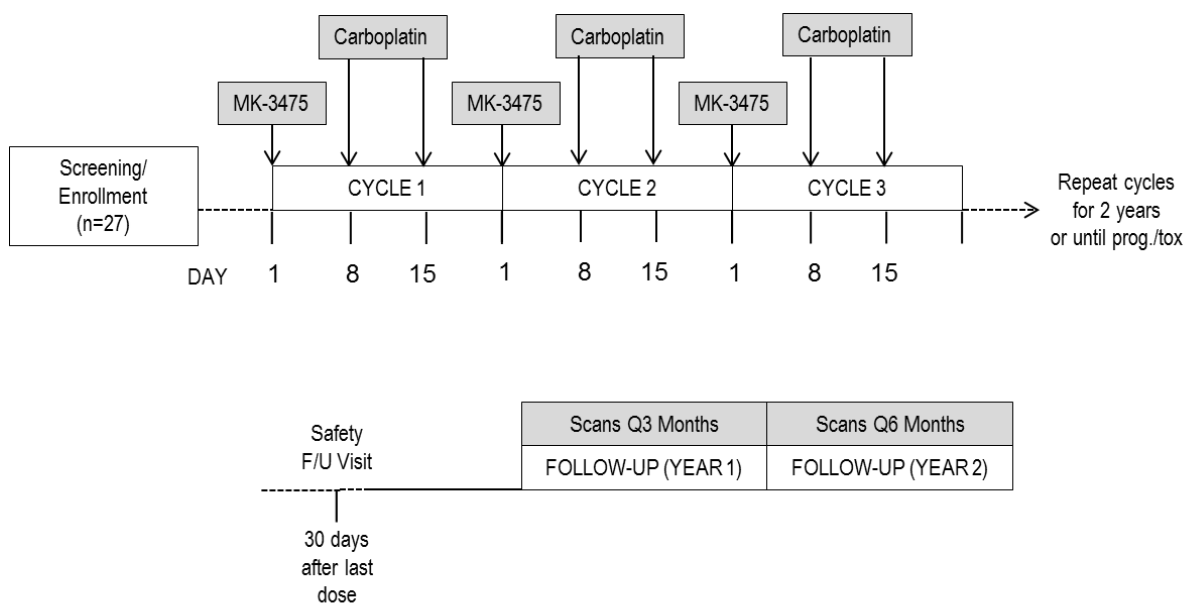 Carboplatin
Carboplatin
Carboplatin
MK-3475
MK-3475
MK-3475
Screening/
Enrollment
(n=27)
CYCLE 1
CYCLE 2
CYCLE 3
Repeat cycles
for 2 years
or until prog./tox
DAY 1 8 15 1 8 15 1 8 15
Safety
F/U Visit
Scans Q3 Months
Scans Q6 Months
FOLLOW-UP (YEAR 1)
FOLLOW-UP (YEAR 2)
30 days
after last
dose